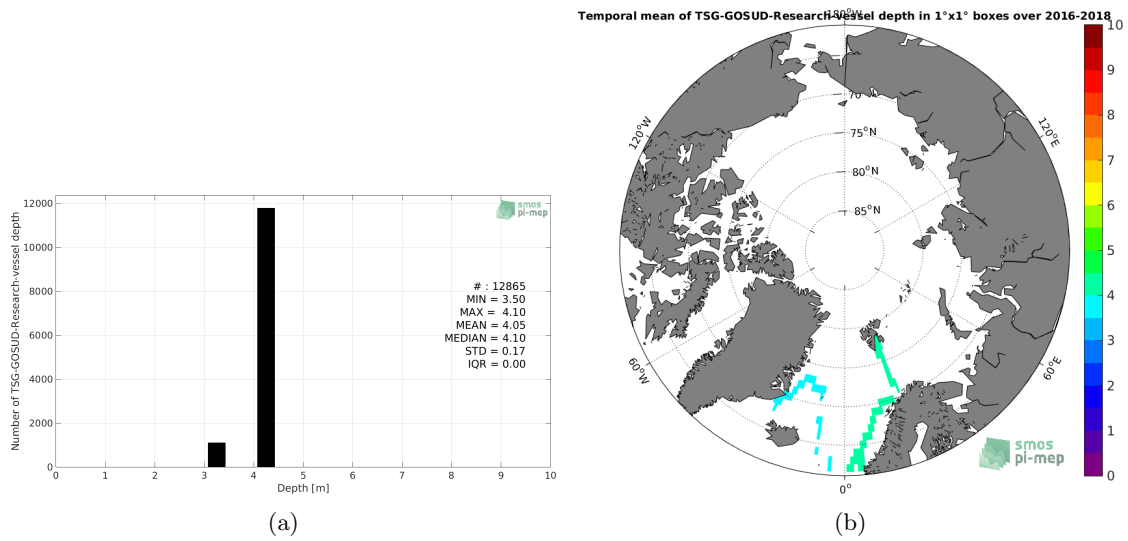 Number of TSG-GOSUD-Research-vessel depth
12000
10000
8000
6000
4000
2000
0
0 1 2 3 4 5 6 7 8 9 10
Depth [m]
smos
pi-mep
# : 12865
MIN = 3.50
MAX = 4.10
MEAN = 4.05
MEDIAN = 4.10
STD = 0.17
IQR = 0.00
(a)
Temporal mean of TSG-GOSUD-Research-vessel depth in 1°x1° boxes over 2016-2018
180°W
120°W
120°E
70°N
75°N
80°N
85°N
60°W
60°E
0°
smos
pi-mep
10
9
8
7
6
5
4
3
2
1
0
(b)